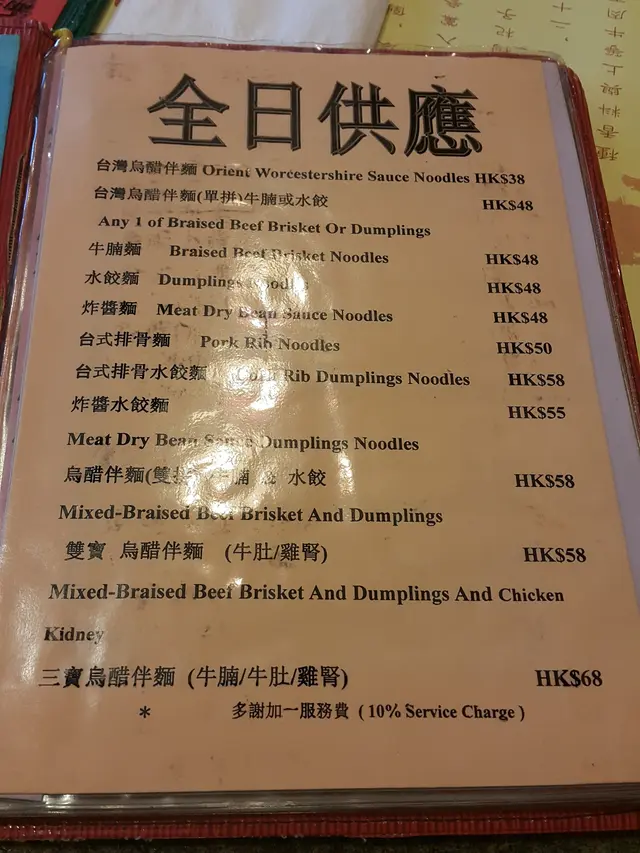 全日供應
台灣烏醋伴麵 Orient Worcestershire Sauce Noodles HK$38
台灣烏醋伴麵(單拼)牛腩或水餃 HK$48
Any 1 of Braised Beef Brisket Or Dumplings
牛腩麵 Braised Beef Brisket Noodles HK$48
水餃麵 Dumplings Noodles HK$48
炸醬麵 Meat Dry Bean Sauce Noodles HK$48
台式排骨麵 Pork Rib Noodles HK$50
台式排骨水餃麵 Rib Dumplings Noodles HK$58
炸醬水餃麵 HK$55
Meat Dry Bean Sauce Dumplings Noodles
烏醋伴麵(雙拼) 牛腩 水餃 HK$58
Mixed-Braised Beef Brisket And Dumplings
雙寶 烏醋伴麵 (牛肚/雞腎) HK$58
Mixed-Braised Beef Brisket And Dumplings And Chicken
Kidney
三寶烏醋伴麵 (牛腩/牛肚/雞腎) HK$68
* 多謝加一服務費 ( 10% Service Charge )